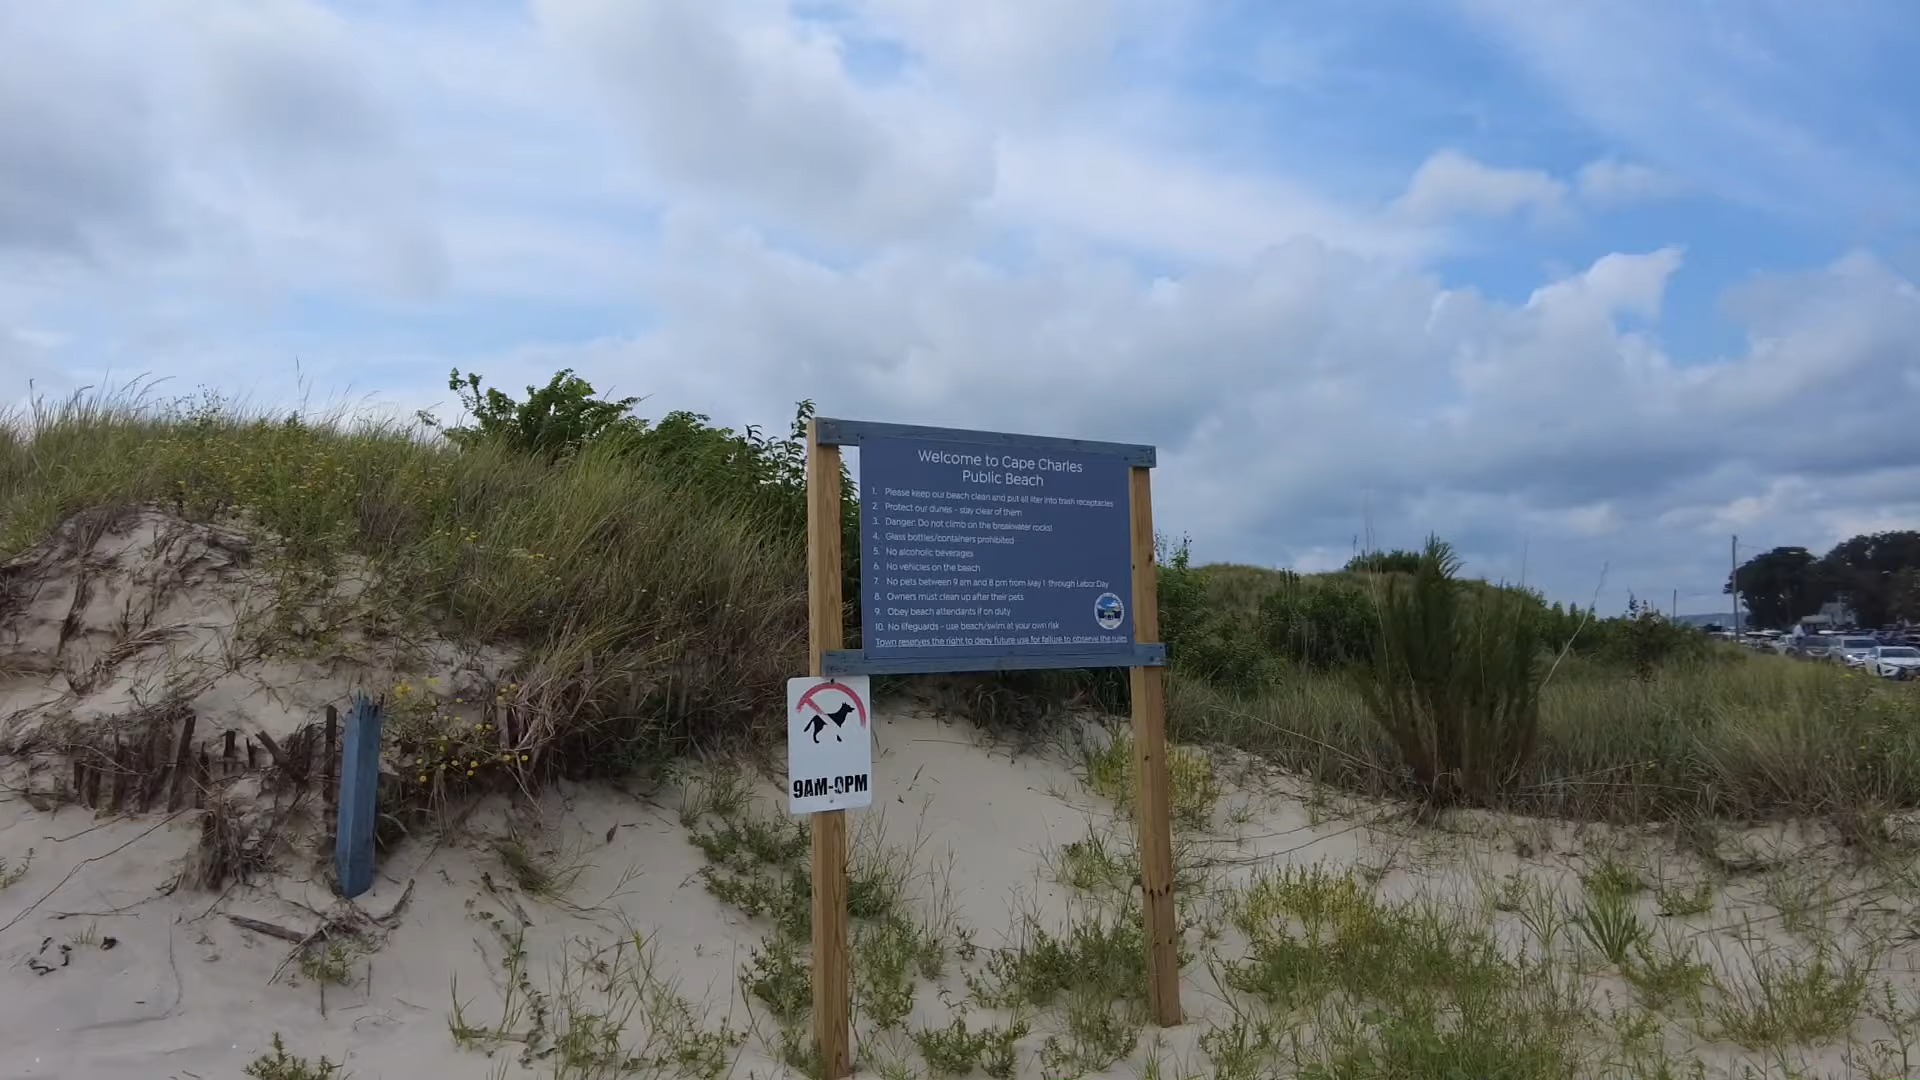 Welcome to Cape Charles
Public Beach
1. Please keep our beach clean and put all litter into trash receptacles
2. Protect our dunes - stay clear of them
3. Danger: Do not climb on the breakwater rocks!
4. Glass bottles/containers prohibited
5. No alcoholic beverages
6. No vehicles on the beach
7. No pets between 9 am and 8 pm from May 1 through Labor Day
8. Owners must clean up after their pets
9. Obey beach attendants if on duty
10. No lifeguards - use beach/swim at your own risk
Town reserves the right to deny future use for failure to observe the rules
9AM-